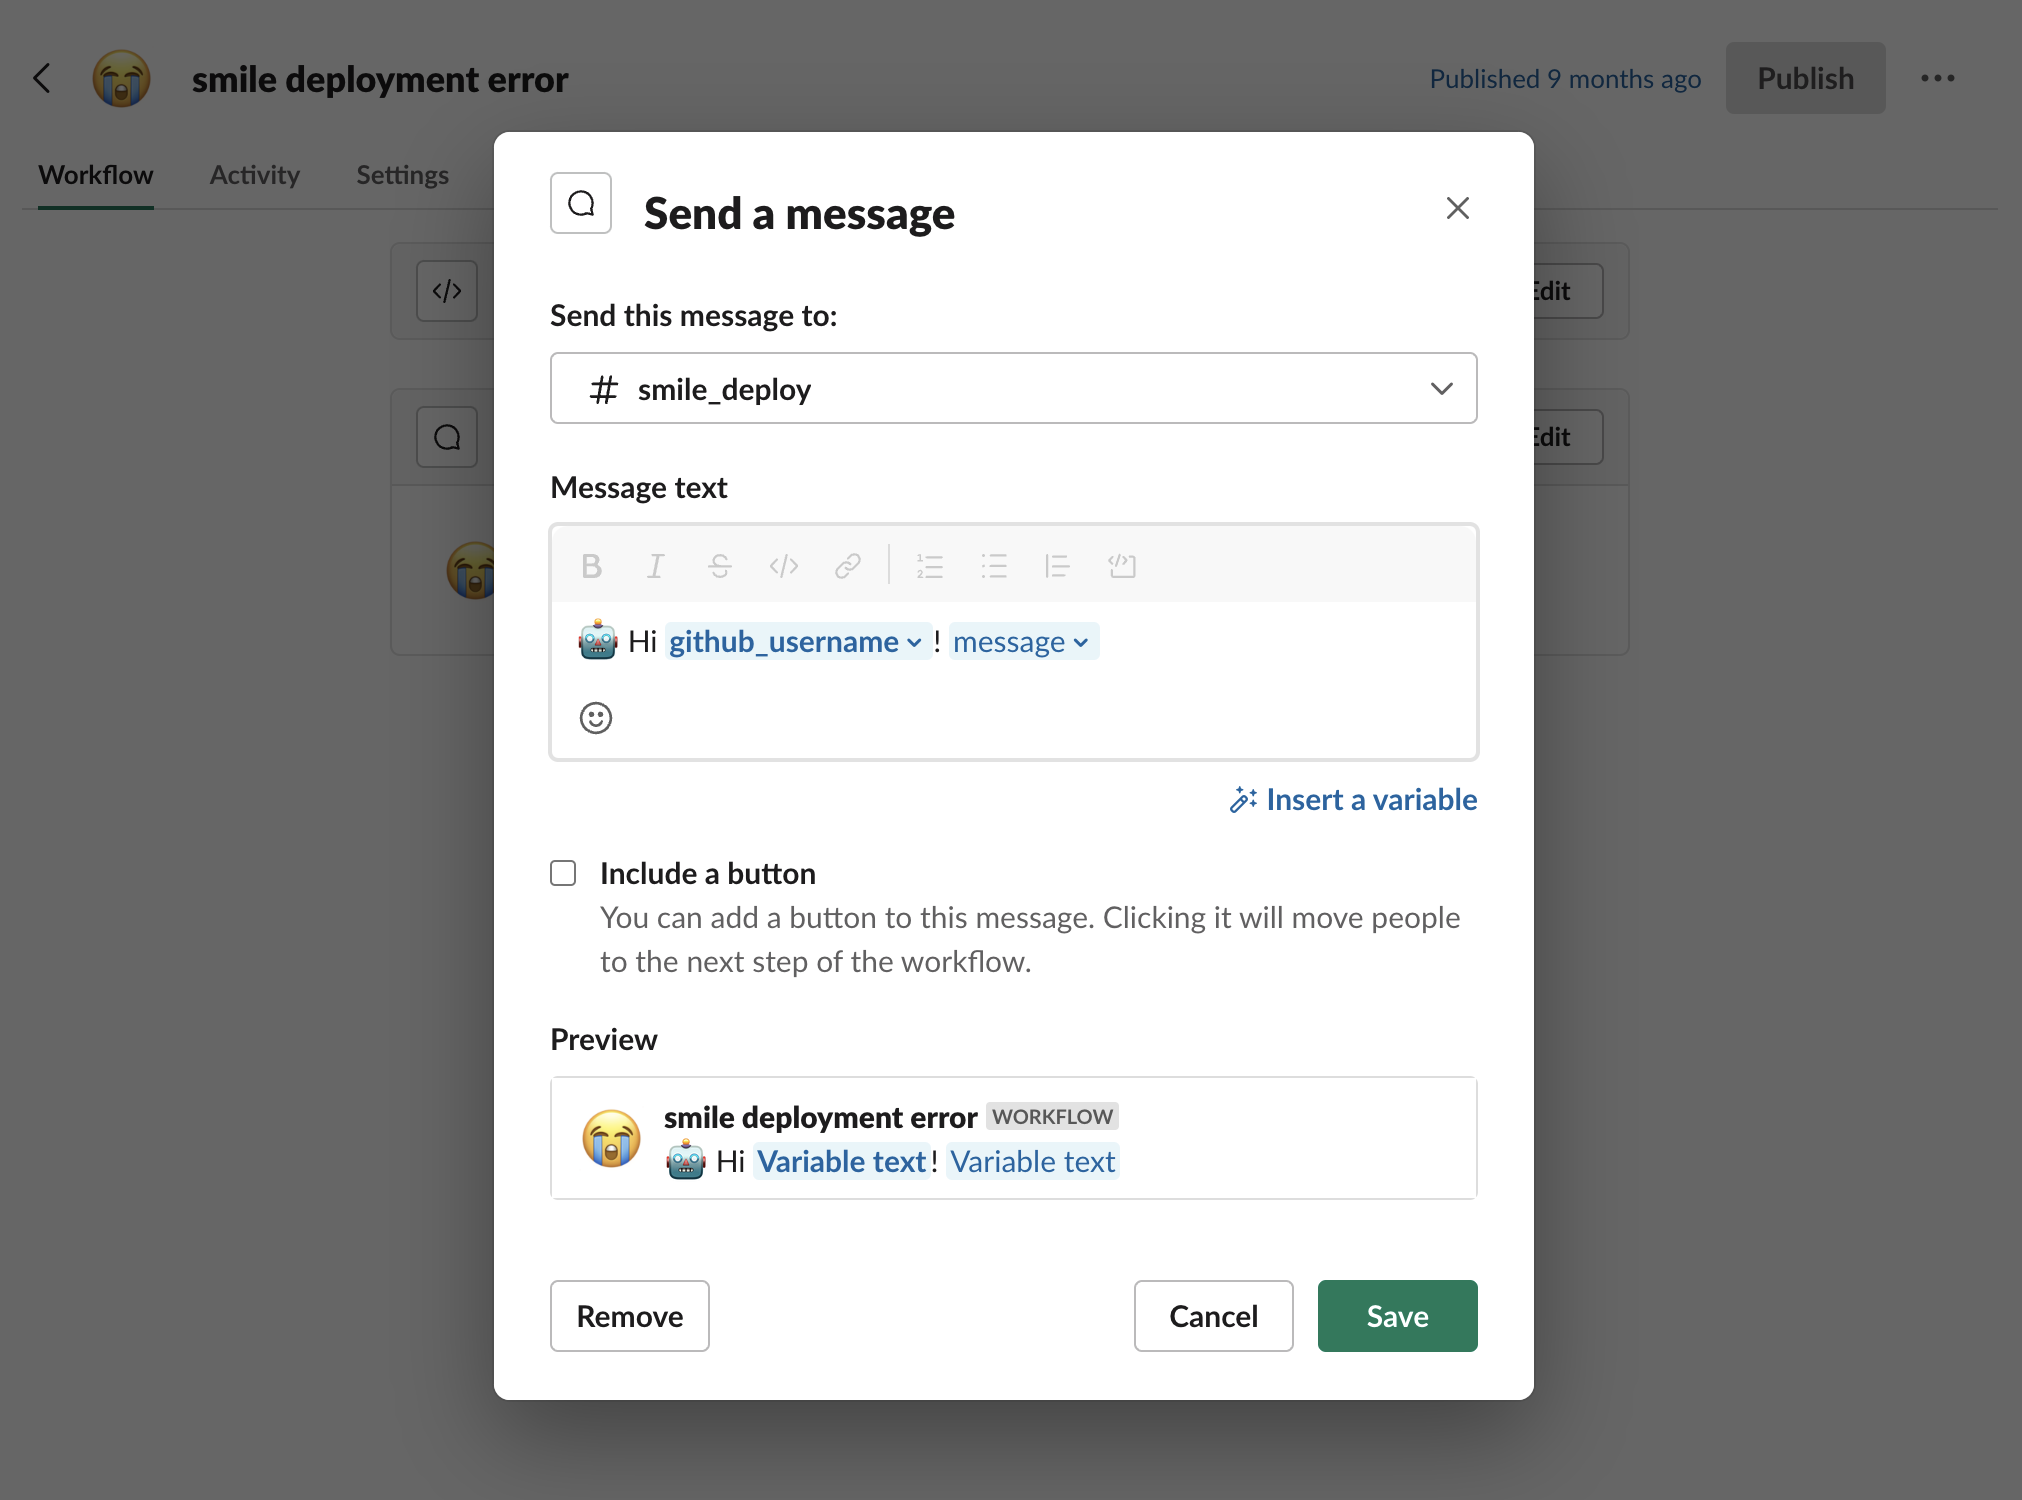 smile deployment error
Published 9 months ago
Publish
Workflow
Activity
Settings
Edit
Edit
Send a message
Send this message to:
# smile_deploy
Message text
🤖 Hi github_username ! message
Insert a variable
Include a button
You can add a button to this message. Clicking it will move people
to the next step of the workflow.
Preview
smile deployment error WORKFLOW
🤖 Hi Variable text! Variable text
Remove
Cancel
Save